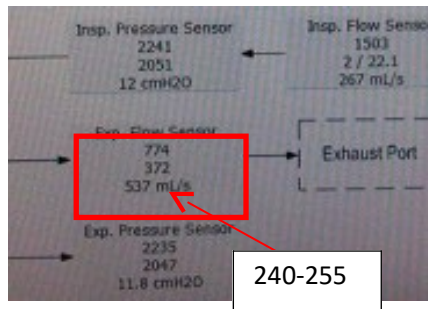 Insp. Pressure Sensor
2241
2051
12 cmH2O
Insp. Flow Senso
1503
2 / 22.1
267 mL/s
Exp. Flow Sensor
774
372
537 mL/s
Exhaust Port
Exp. Pressure Sensor
2235
2047
11.8 cmH2O
240-255